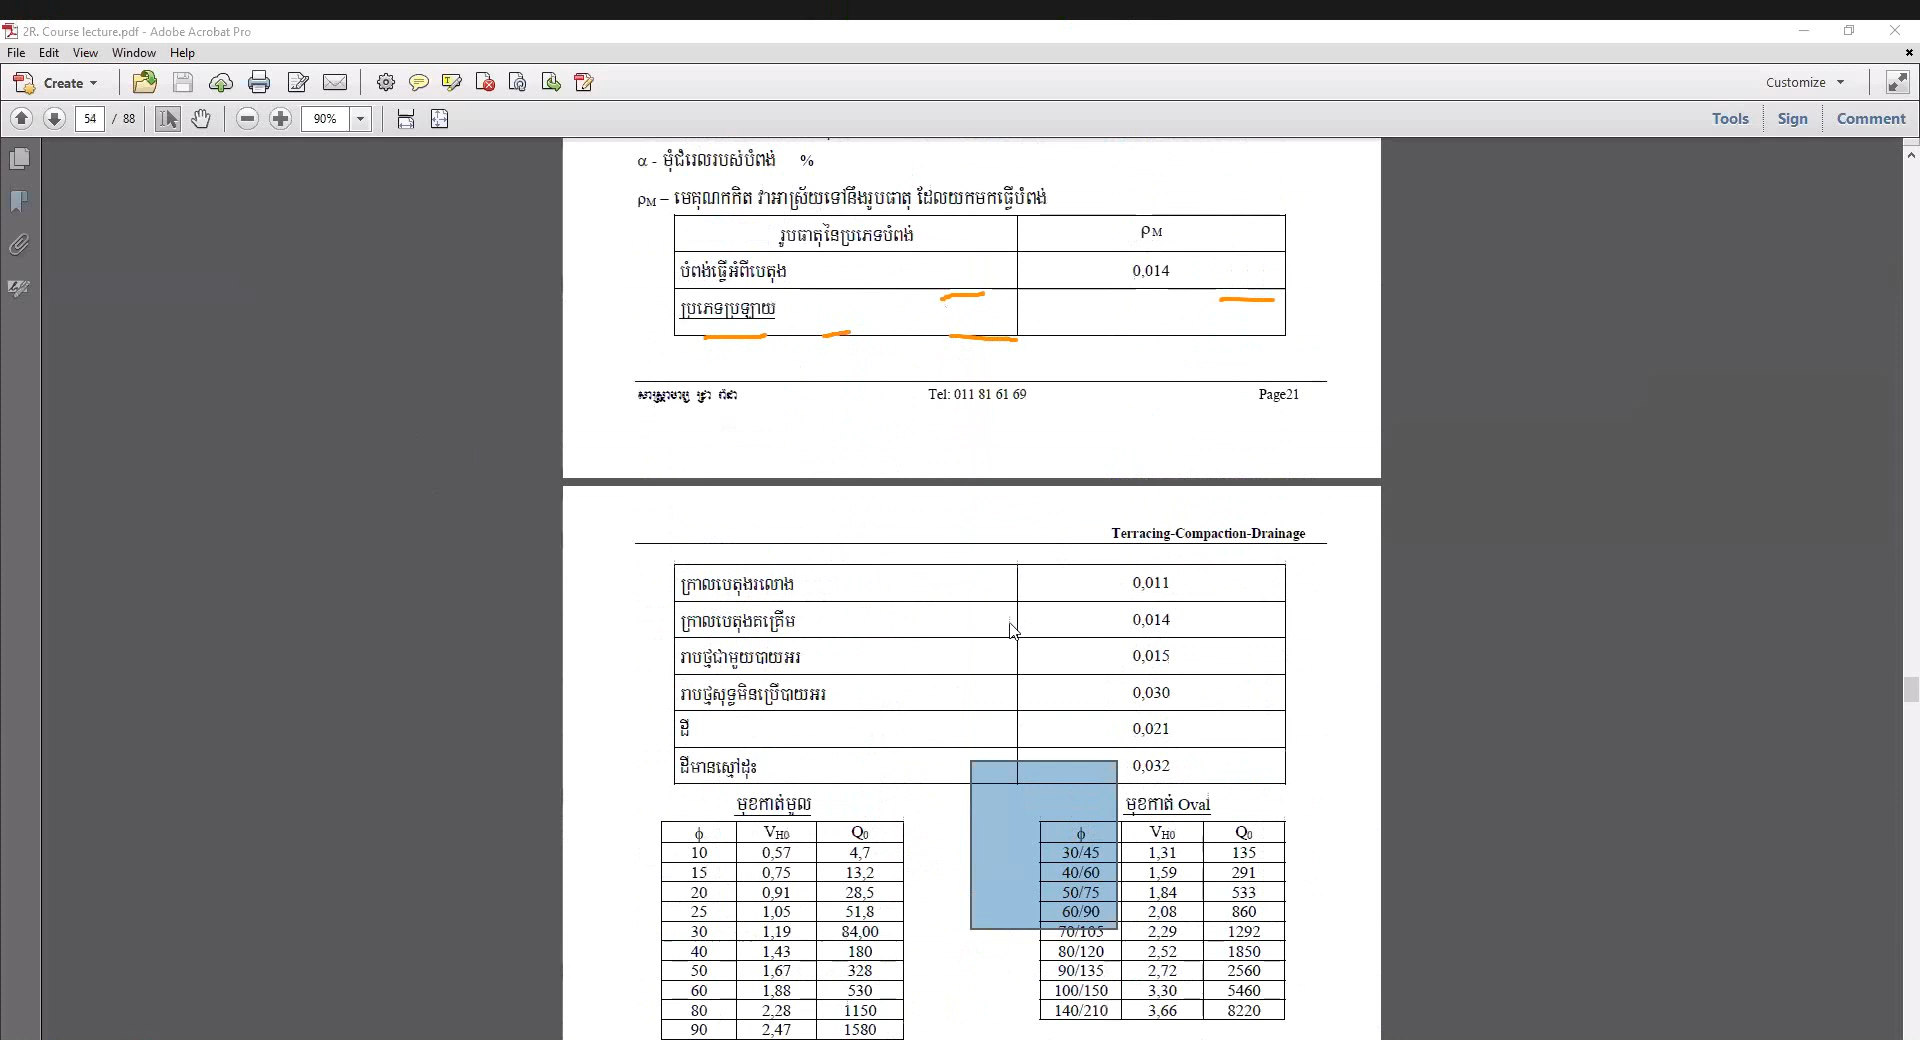 2R. Course lecture.pdf - Adobe Acrobat Pro
File Edit View Window Help
Create Customize
54 / 88 90% Tools Sign Comment
α - មុំជំរេលរបស់បំពង់ %
ρM – មេគុណកកិត វាអាស្រ័យទៅនឹងរូបធាតុ ដែលយកមកធ្វើបំពង់
រូបធាតុនៃប្រភេទបំពង់ ρM
បំពង់ធ្វើអំពីបេតុង 0,014
ប្រភេទប្រឡាយ
Tel: 011 81 61 69 Page21
Terracing-Compaction-Drainage
ក្រាលបេតុងរលោង 0,011
ក្រាលបេតុងគគ្រើម 0,014
រាបថ្មជាមួយបាយអរ 0,015
រាបថ្មសុទ្ធមិនប្រើបាយអរ 0,030
ដី 0,021
ដីមានស្មៅដុះ 0,032
មុខកាត់មូល មុខកាត់ Oval
ϕ VH0 Q0 ϕ VH0 Q0
10 0,57 4,7 30/45 1,31 135
15 0,75 13,2 40/60 1,59 291
20 0,91 28,5 50/75 1,84 533
25 1,05 51,8 60/90 2,08 860
30 1,19 84,00 70/105 2,29 1292
40 1,43 180 80/120 2,52 1850
50 1,67 328 90/135 2,72 2560
60 1,88 530 100/150 3,30 5460
80 2,28 1150 140/210 3,66 8220
90 2,47 1580